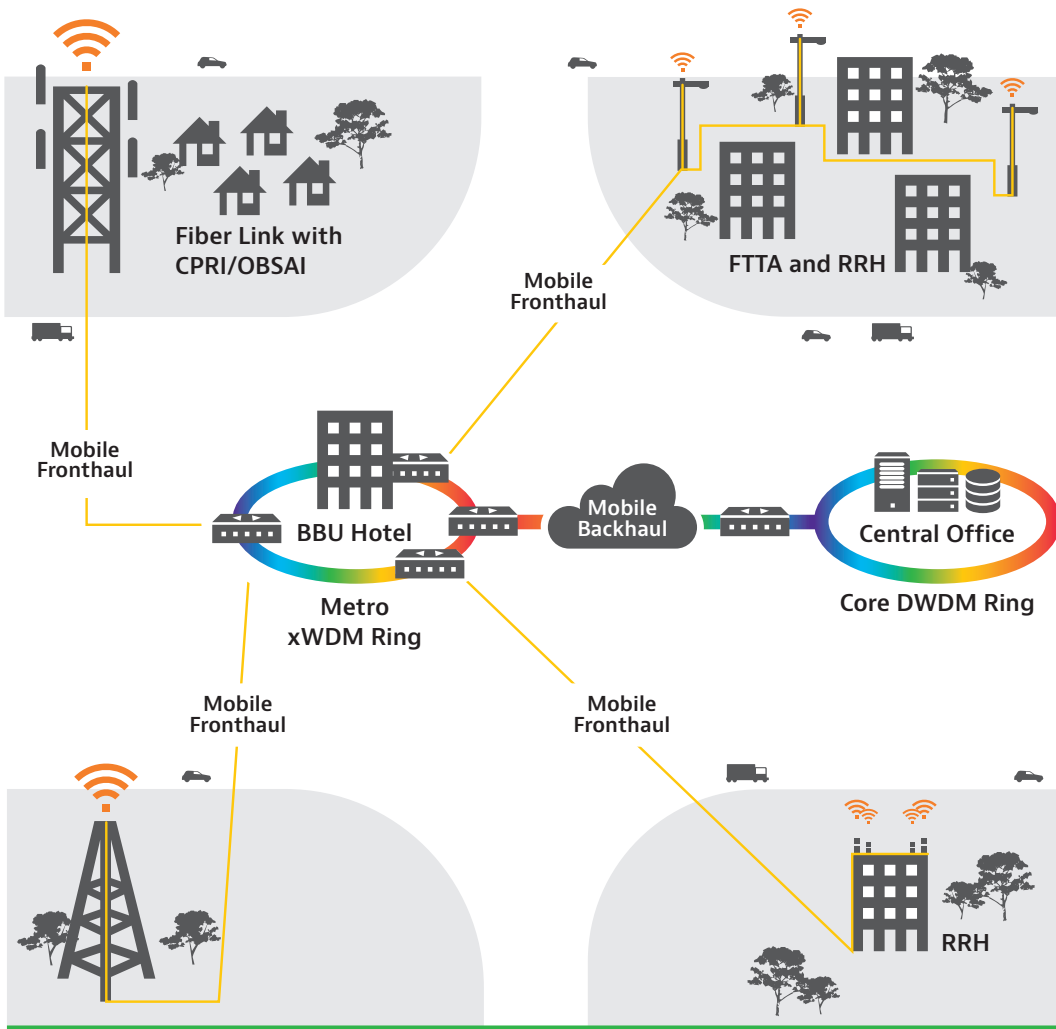 Fiber Link with
CPRI/OBSAI
FTTA and RRH
Mobile
Fronthaul
Mobile
Fronthaul
BBU Hotel
Mobile
Backhaul
Central Office
Metro
xWDM Ring
Core DWDM Ring
Mobile
Fronthaul
Mobile
Fronthaul
RRH